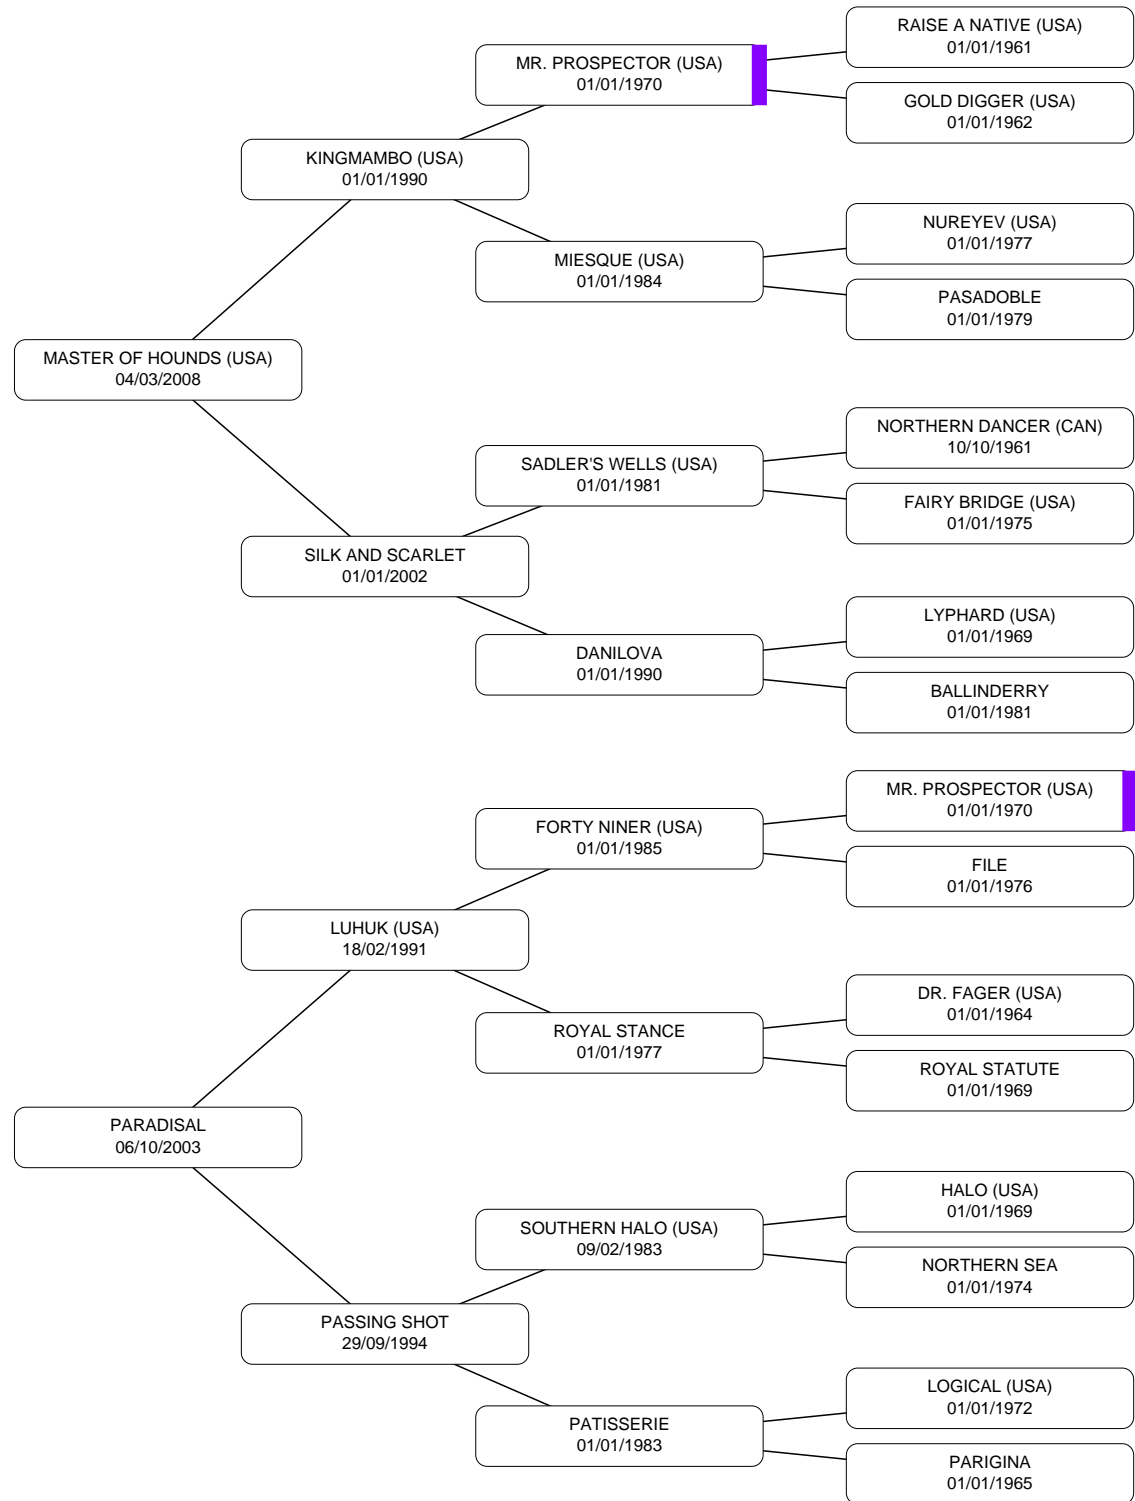 RAISE A NATIVE (USA)
01/01/1961
MR. PROSPECTOR (USA)
01/01/1970
GOLD DIGGER (USA)
01/01/1962
KINGMAMBO (USA)
01/01/1990
NUREYEV (USA)
01/01/1977
MIESQUE (USA)
01/01/1984
PASADOBLE
01/01/1979
MASTER OF HOUNDS (USA)
04/03/2008
NORTHERN DANCER (CAN)
10/10/1961
SADLER'S WELLS (USA)
01/01/1981
FAIRY BRIDGE (USA)
01/01/1975
SILK AND SCARLET
01/01/2002
LYPHARD (USA)
01/01/1969
DANILOVA
01/01/1990
BALLINDERRY
01/01/1981
MR. PROSPECTOR (USA)
01/01/1970
FORTY NINER (USA)
01/01/1985
FILE
01/01/1976
LUHUK (USA)
18/02/1991
DR. FAGER (USA)
01/01/1964
ROYAL STANCE
01/01/1977
ROYAL STATUTE
01/01/1969
PARADISAL
06/10/2003
HALO (USA)
01/01/1969
SOUTHERN HALO (USA)
09/02/1983
NORTHERN SEA
01/01/1974
PASSING SHOT
29/09/1994
LOGICAL (USA)
01/01/1972
PATISSERIE
01/01/1983
PARIGINA
01/01/1965